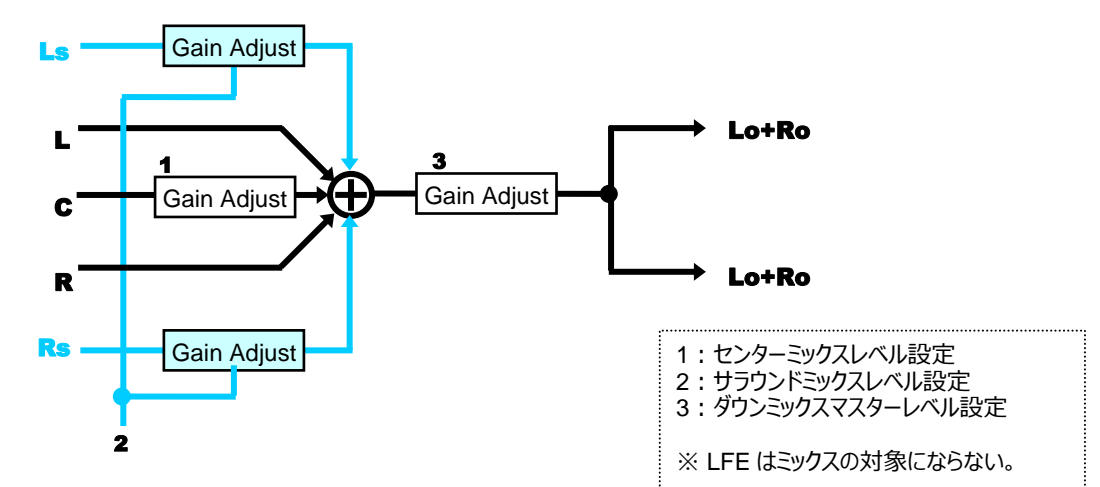 Ls
Gain Adjust
L
1
C
Gain Adjust
3
Gain Adjust
Lo+Ro
R
Lo+Ro
Rs
Gain Adjust
2
1：センターミックスレベル設定
2：サラウンドミックスレベル設定
3：ダウンミックスマスターレベル設定
※ LFE はミックスの対象にならない。